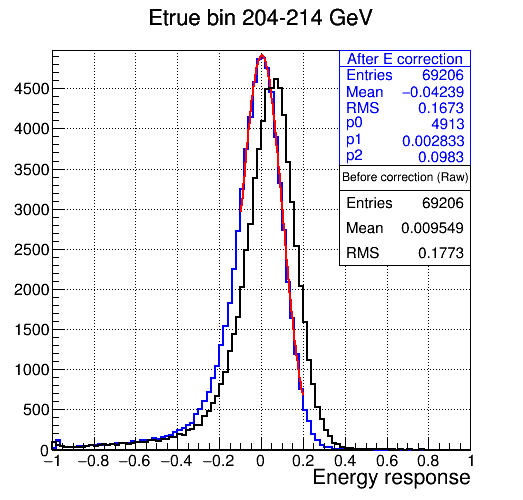 Etrue bin 204-214 GeV
After E correction
Entries 69206
Mean −0.04239
RMS 0.1673
p0 4913
p1 0.002833
p2 0.0983
Before correction (Raw)
Entries 69206
Mean 0.009549
RMS 0.1773
4500
4000
3500
3000
2500
2000
1500
1000
500
0
−1 −0.8 −0.6 −0.4 −0.2 0 0.2 0.4 0.6 0.8 1
Energy response